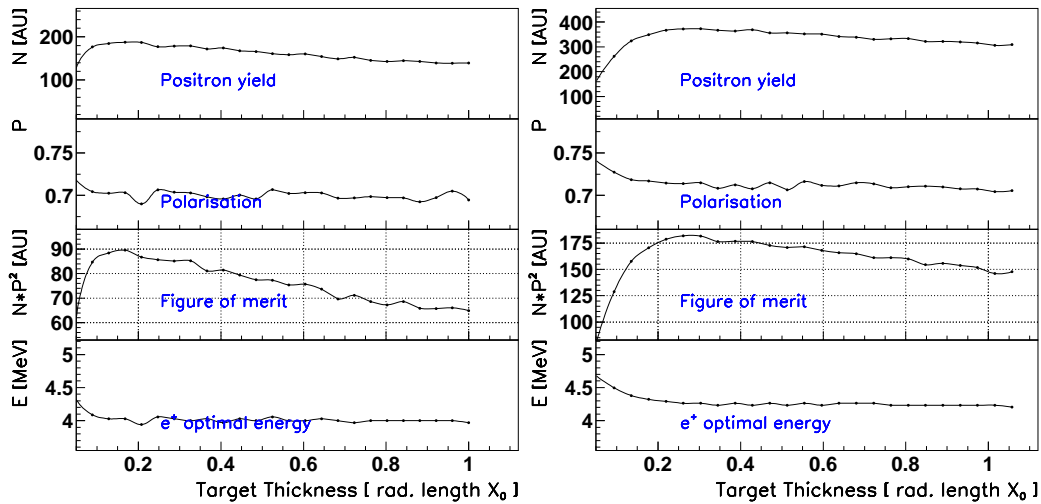 N [AU]
200
100
Positron yield
P
0.75
0.7
Polarisation
N*P² [AU]
90
80
70
60
Figure of merit
E [MeV]
5
4.5
4
e⁺ optimal energy
0.2 0.4 0.6 0.8 1
Target Thickness [ rad. length X₀ ]
N [AU]
400
300
200
100
Positron yield
P
0.75
0.7
Polarisation
N*P² [AU]
175
150
125
100
Figure of merit
E [MeV]
5
4.5
4
e⁺ optimal energy
0.2 0.4 0.6 0.8 1
Target Thickness [ rad. length X₀ ]